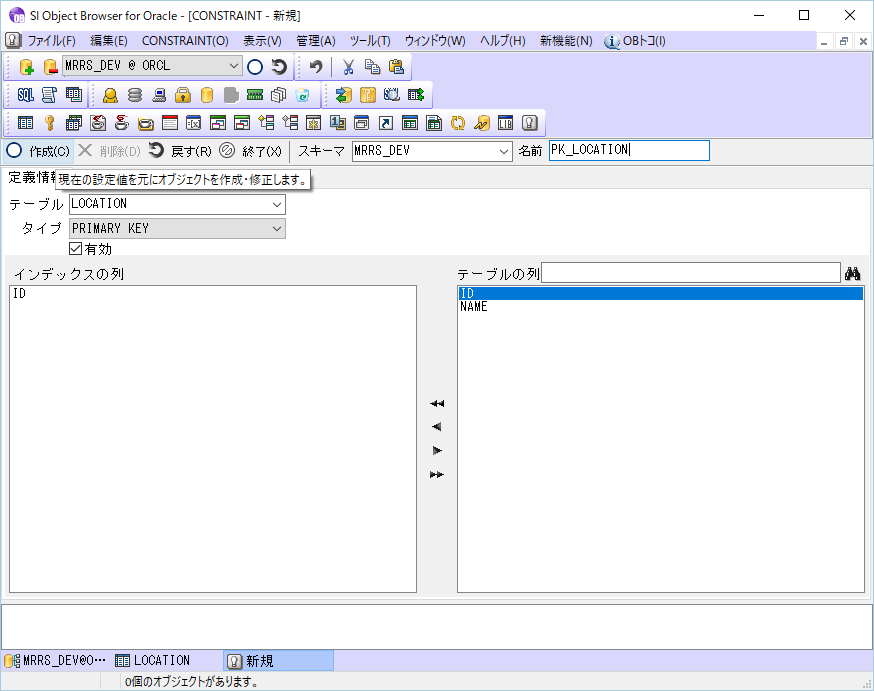 SI Object Browser for Oracle - [CONSTRAINT - 新規]
ファイル(F) 編集(E) CONSTRAINT(O) 表示(V) 管理(A) ツール(T) ウィンドウ(W) ヘルプ(H) 新機能(N) OBトコ(I)
MRRS_DEV @ ORCL
SQL
LIB
作成(C) 削除(D) 戻す(R) 終了(X) スキーマ MRRS_DEV 名前 PK_LOCATION
定義情報
現在の設定値を元にオブジェクトを作成・修正します。
テーブル LOCATION
タイプ PRIMARY KEY
有効
インデックスの列 テーブルの列
ID ID
NAME
MRRS_DEV@O… LOCATION 新規
0個のオブジェクトがあります。